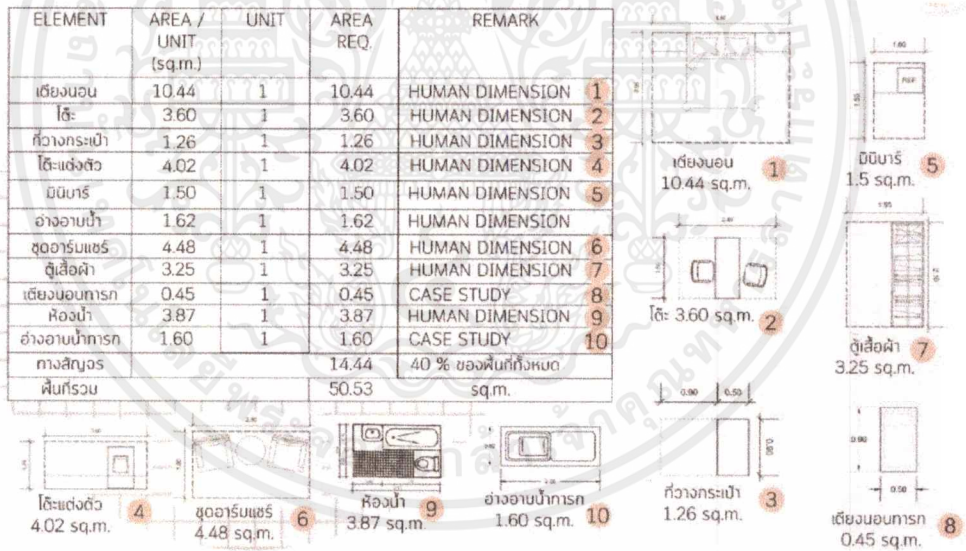 ELEMENT AREA / UNIT (sq.m.) UNIT AREA REQ. REMARK
เตียงนอน 10.44 1 10.44 HUMAN DIMENSION 1
โต๊ะ 3.60 1 3.60 HUMAN DIMENSION 2
ที่วางกระเป๋า 1.26 1 1.26 HUMAN DIMENSION 3
โต๊ะแต่งตัว 4.02 1 4.02 HUMAN DIMENSION 4
มินิบาร์ 1.50 1 1.50 HUMAN DIMENSION 5
อ่างอาบน้ำ 1.62 1 1.62 HUMAN DIMENSION
ชุดอาร์มแชร์ 4.48 1 4.48 HUMAN DIMENSION 6
ตู้เสื้อผ้า 3.25 1 3.25 HUMAN DIMENSION 7
เตียงนอนทารก 0.45 1 0.45 CASE STUDY 8
ห้องน้ำ 3.87 1 3.87 HUMAN DIMENSION 9
อ่างอาบน้ำทารก 1.60 1 1.60 CASE STUDY 10
ทางสัญจร 14.44 40 % ของพื้นที่ทั้งหมด
พื้นที่รวม 50.53 sq.m.
เตียงนอน
10.44 sq.m.
1
1.60
REF
1.50
มินิบาร์
1.5 sq.m.
5
โต๊ะ 3.60 sq.m.
2
ตู้เสื้อผ้า
3.25 sq.m.
7
โต๊ะแต่งตัว
4.02 sq.m.
4
ชุดอาร์มแชร์
4.48 sq.m.
6
ห้องน้ำ
3.87 sq.m.
9
อ่างอาบน้ำทารก
1.60 sq.m.
10
0.90 0.50
0.90
ที่วางกระเป๋า
1.26 sq.m.
3
0.90
0.50
เตียงนอนทารก
0.45 sq.m.
8